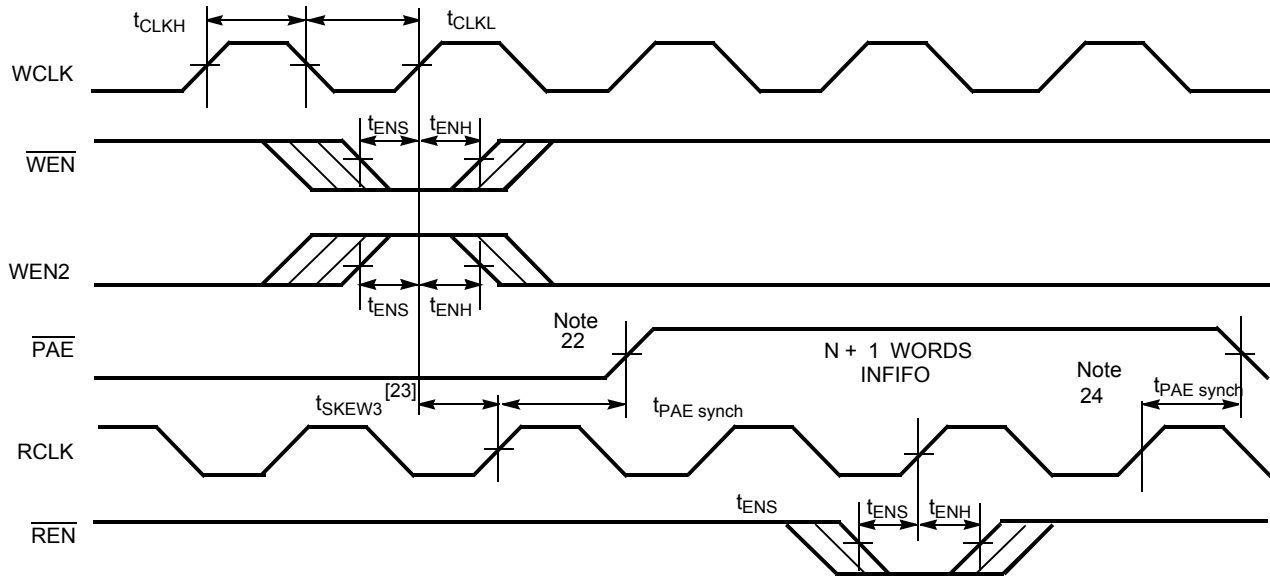 tCLKH
tCLKL
WCLK
tENS
tENH
WEN
WEN2
tENS
tENH
Note
22
PAE
N + 1 WORDS
INFIFO
Note
24
tSKEW3
[23]
tPAE synch
tPAE synch
RCLK
tENS
tENS
tENH
REN